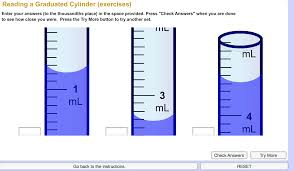 Reading a Graduated Cylinder (exercises)
Enter your answers (to the thousandths place) in the space provided. Press "Check Answers" when you are done
to see how close you were. Press the Try More button to try another set.
mL
mL
1
mL
3
mL
4
mL
Check Answers
Try More
Go back to the instructions.
RESET